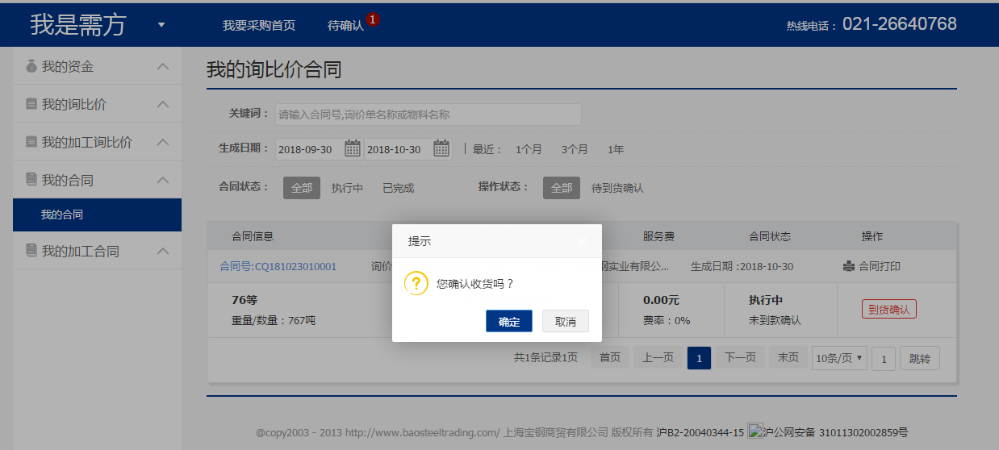 我是需方 ▼ 我要采购首页 待确认 1 热线电话： 021-26640768
我的资金
我的询比价
我的加工询比价
我的合同
我的合同
我的加工合同
我的询比价合同
关键词： 请输入合同号,询价单名称或物料名称
生成日期： 2018-09-30 2018-10-30 | 最近： 1个月 3个月 1年
合同状态： 全部 执行中 已完成 操作状态： 全部 待到货确认
合同信息 服务费 合同状态 操作
合同号:CQ181023010001 询价 钢实业有限公... 生成日期 :2018-10-30 合同打印
76等 0.00元 执行中 到货确认
重量/数量：767吨 费率：0% 未到款确认
提示
? 您确认收货吗？
确定 取消
共1条记录1页 首页 上一页 1 下一页 末页 10条/页 1 跳转
@copy2003 - 2013 http://www.baosteeltrading.com/ 上海宝钢商贸有限公司 版权所有 沪B2-20040344-15 沪公网安备 31011302002859号